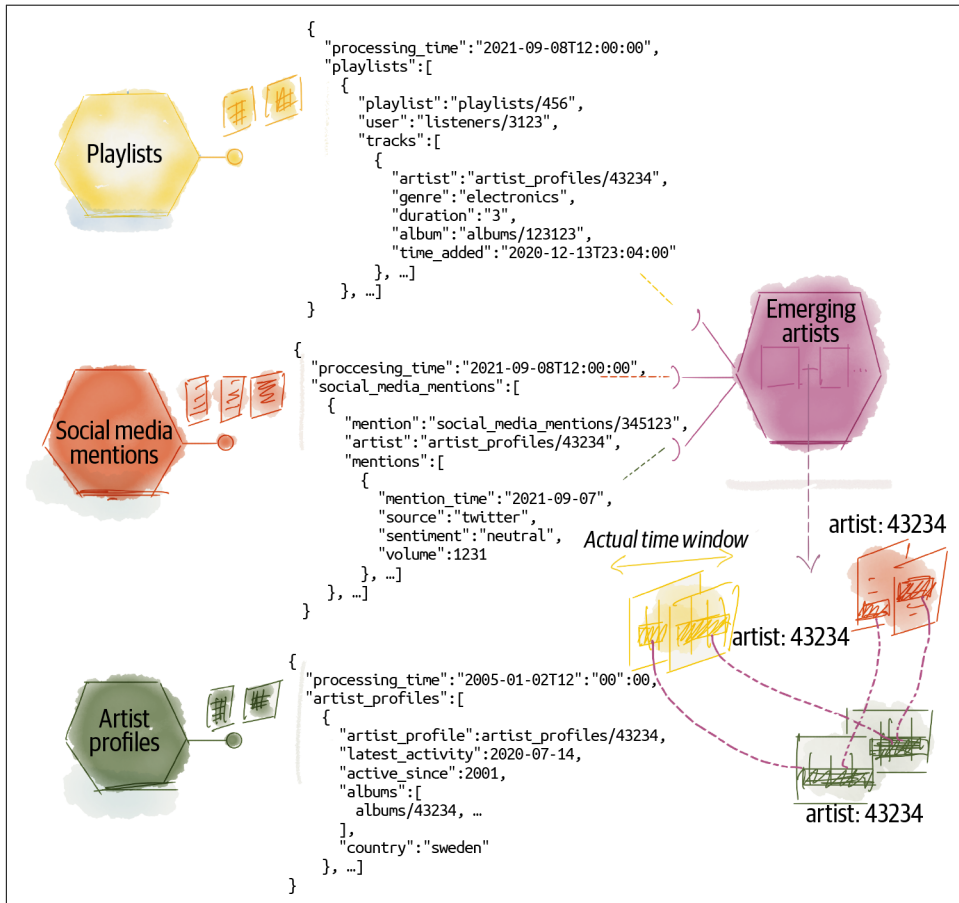 Playlists
{
"processing_time":"2021-09-08T12:00:00",
"playlists":[
{
"playlist":"playlists/456",
"user":"listeners/3123",
"tracks":[
{
"artist":"artist_profiles/43234",
"genre":"electronics",
"duration":"3",
"album":"albums/123123",
"time_added":"2020-12-13T23:04:00"
}, …]
}, …]
}
Social media
mentions
{
"proccesing_time":"2021-09-08T12:00:00",
"social_media_mentions":[
{
"mention":"social_media_mentions/345123",
"artist":"artist_profiles/43234",
"mentions":[
{
"mention_time":"2021-09-07",
"source":"twitter",
"sentiment":"neutral",
"volume":1231
}, …]
}, …]
}
Artist
profiles
{
"processing_time":"2005-01-02T12":"00":00,
"artist_profiles":[
{
"artist_profile":artist_profiles/43234,
"latest_activity":2020-07-14,
"active_since":2001,
"albums":[
albums/43234, …
],
"country":"sweden"
}, …]
}
Emerging
artists
...
Actual time window
artist: 43234
artist: 43234
artist: 43234